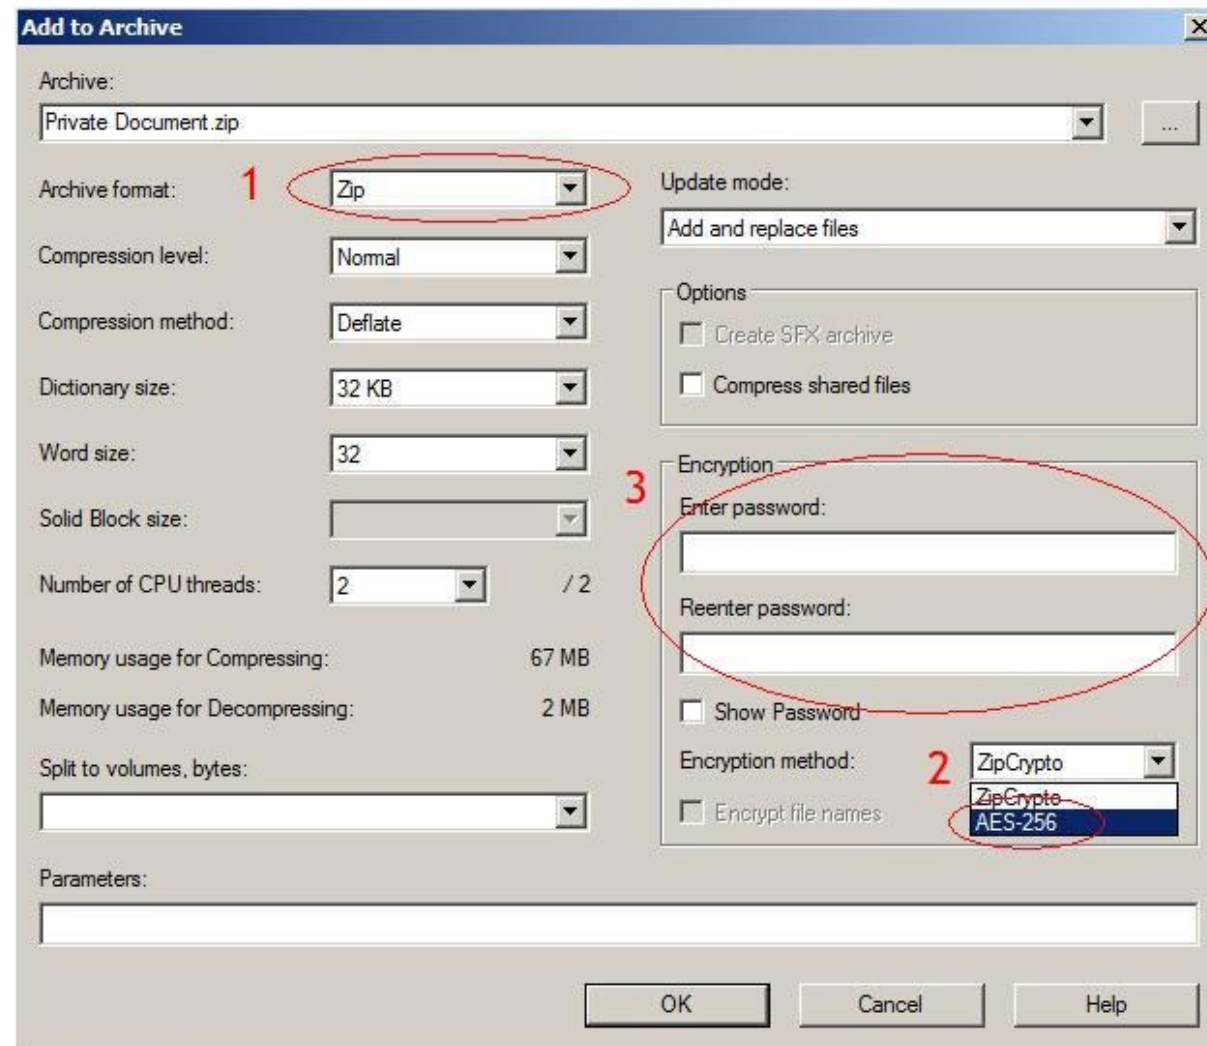 Add to Archive
Archive:
Private Document.zip
...
Archive format:
1
Zip
Compression level:
Normal
Compression method:
Deflate
Dictionary size:
32 KB
Word size:
32
Solid Block size:
Number of CPU threads:
2
/ 2
Memory usage for Compressing:
67 MB
Memory usage for Decompressing:
2 MB
Split to volumes, bytes:
Update mode:
Add and replace files
Options
Create SFX archive
Compress shared files
3
Encryption
Enter password:
Reenter password:
Show Password
Encryption method:
2
ZipCrypto
ZipCrypto
AES-256
Encrypt file names
Parameters:
OK
Cancel
Help